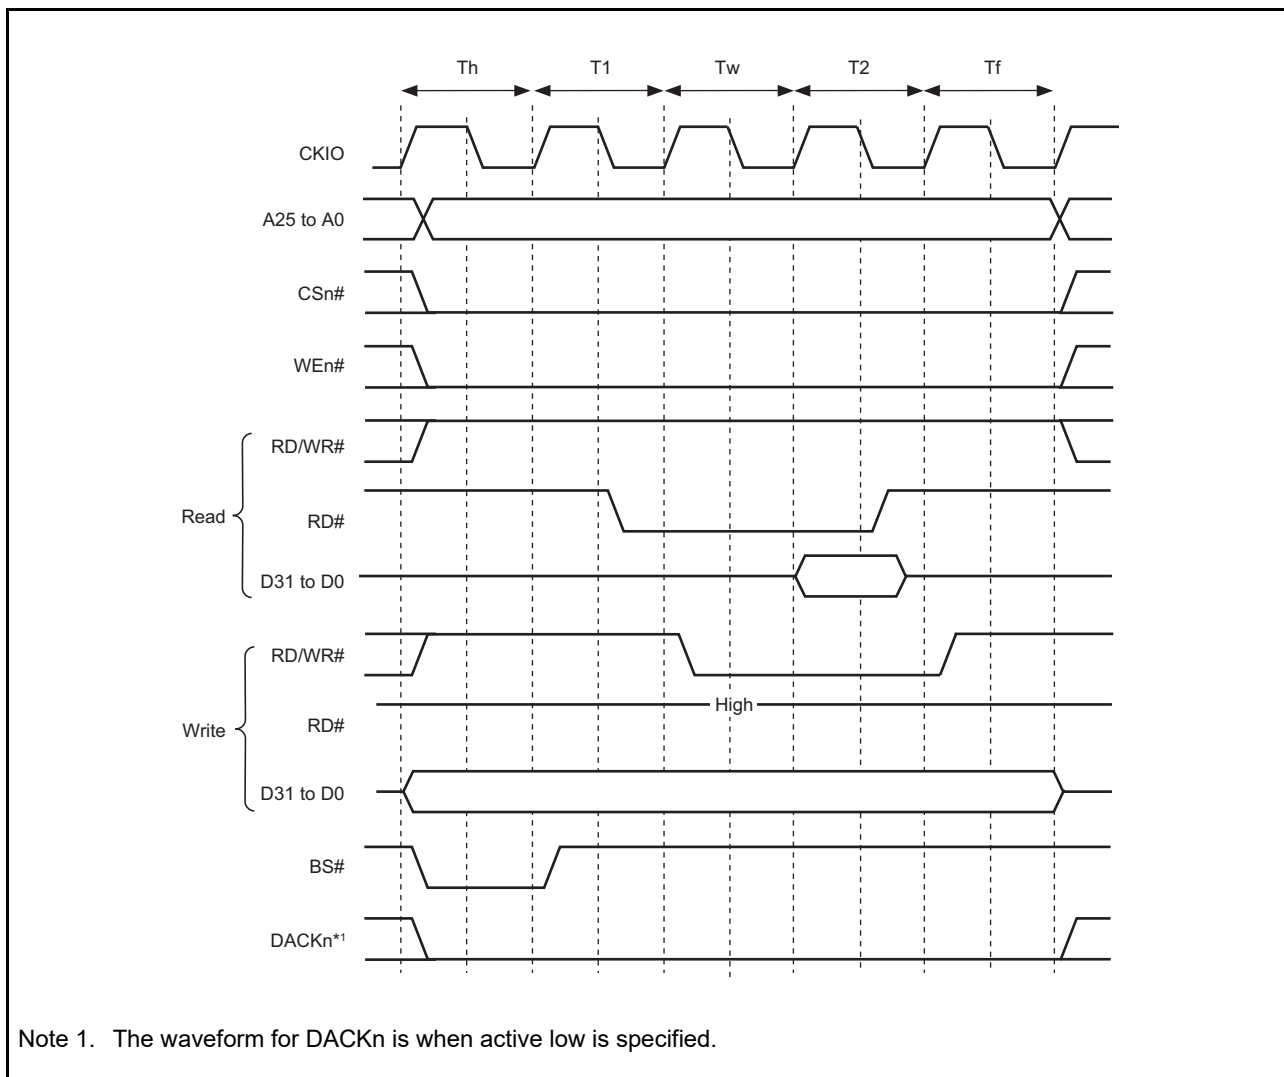 Th T1 Tw T2 Tf
CKIO
A25 to A0
CSn#
WEn#
RD/WR#
Read
RD#
D31 to D0
RD/WR#
High
Write
RD#
D31 to D0
BS#
DACKn*1
Note 1. The waveform for DACKn is when active low is specified.